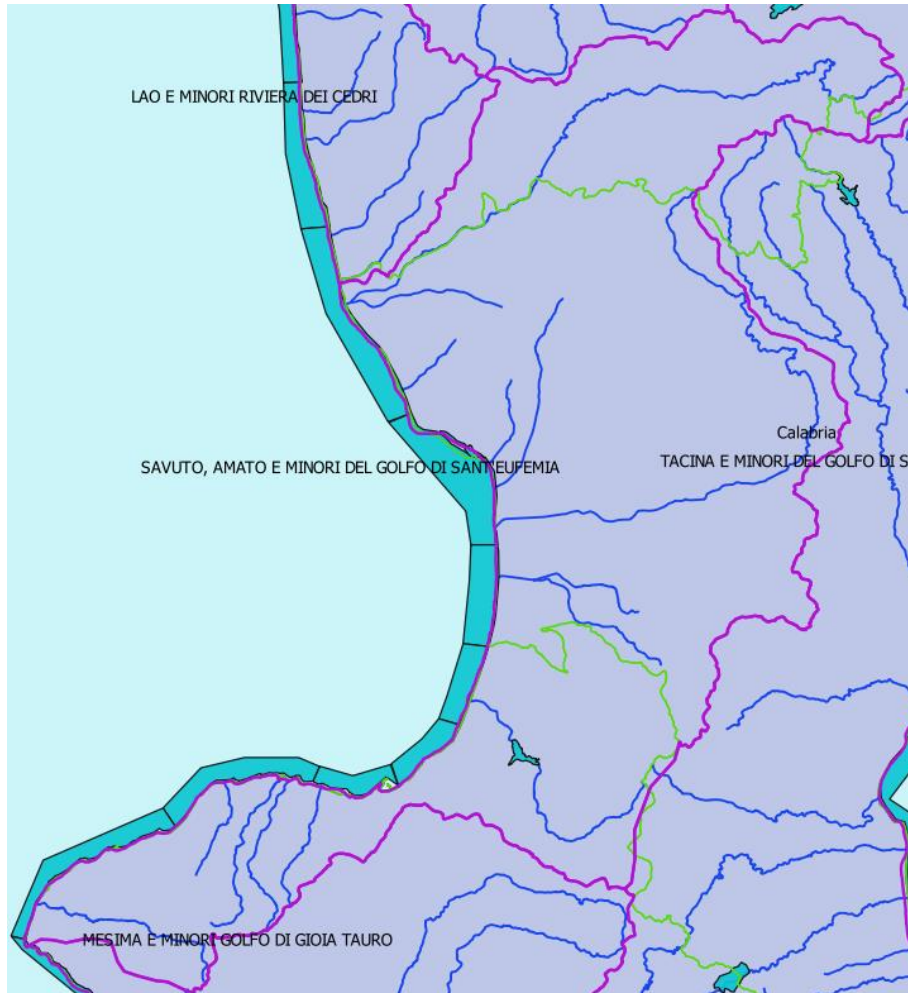 LAO E MINORI RIVIERA DEI CEDRI
Calabria
SAVUTO, AMATO E MINORI DEL GOLFO DI SANT'EUFEMIA
TACINA E MINORI DEL GOLFO DI S
MESIMA E MINORI GOLFO DI GIOIA TAURO